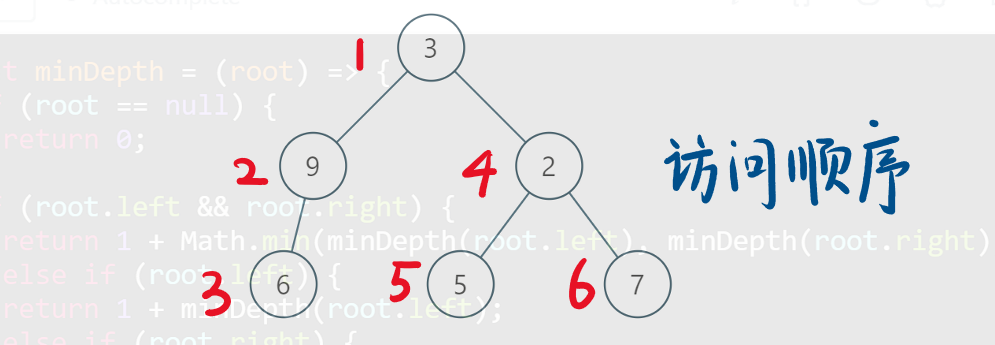 1
3
t minDepth = (root) => {
(root == null) {
return 0;
2
9
4
2
访问顺序
(root.left && root.right) {
return 1 + Math.min(minDepth(root.left), minDepth(root.right)
3
6
5
5
6
7
else if (root.left) {
return 1 + minDepth(root.left);
else if (root.right) {